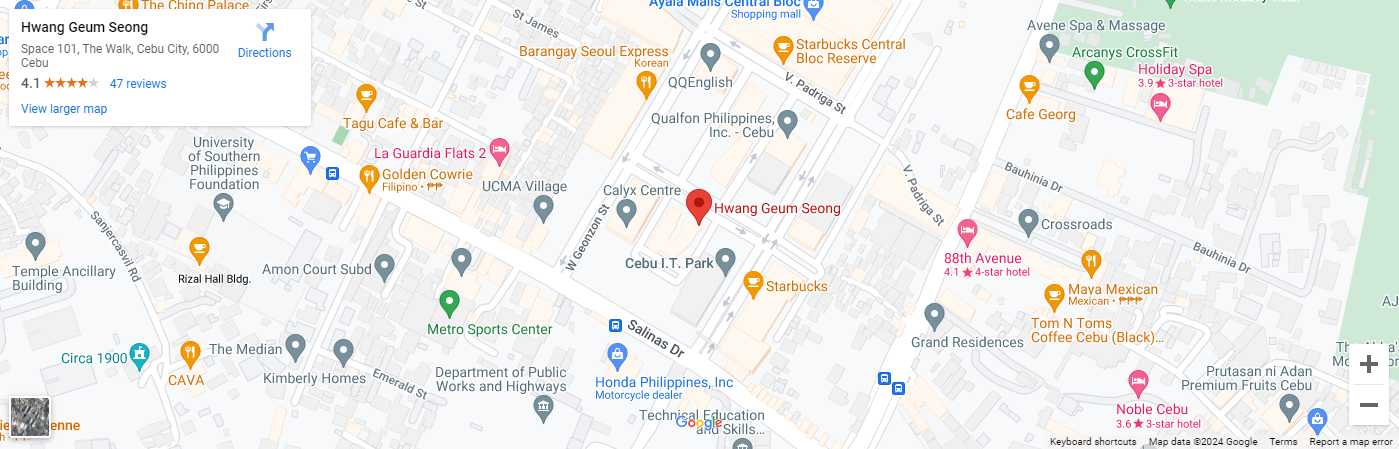 The Ching Palace
Hwang Geum Seong
Space 101, The Walk, Cebu City, 6000
Cebu
4.1
47 reviews
View larger map
Directions
St James
Ayala Malls Central Bloc
Shopping mall
Barangay Seoul Express
Korean
Starbucks Central
Bloc Reserve
QQEnglish
V. Padriga St
Avene Spa & Massage
Arcanys CrossFit
Holiday Spa
3.9★ 3-star hotel
Cafe Georg
Tagu Cafe & Bar
Qualfon Philippines,
Inc. - Cebu
La Guardia Flats 2
University
of Southern
Philippines
Foundation
Golden Cowrie
Filipino • ₱₱
UCMA Village
Calyx Centre
Hwang Geum Seong
V. Padriga St
Bauhinia Dr
Crossroads
Bauhinia Dr
Sanjercasvil Rd
W Geonzon St
88th Avenue
4.1★ 4-star hotel
Temple Ancillary
Building
Rizal Hall Bldg.
Amon Court Subd
Cebu I.T. Park
Starbucks
Maya Mexican
Mexican • ₱₱₱
Tom N Toms
Coffee Cebu (Black)...
AJ
Metro Sports Center
Salinas Dr
Grand Residences
Circa 1900
The Median
CAVA
Kimberly Homes
Emerald St
Department of Public
Works and Highways
Honda Philippines, Inc
Motorcycle dealer
Prutasan ni Adan
Premium Fruits Cebu
Noble Cebu
3.6★ 3-star hotel
Technical Education
and Skills...
Google
Keyboard shortcuts
Map data ©2024 Google
Terms
Report a map error